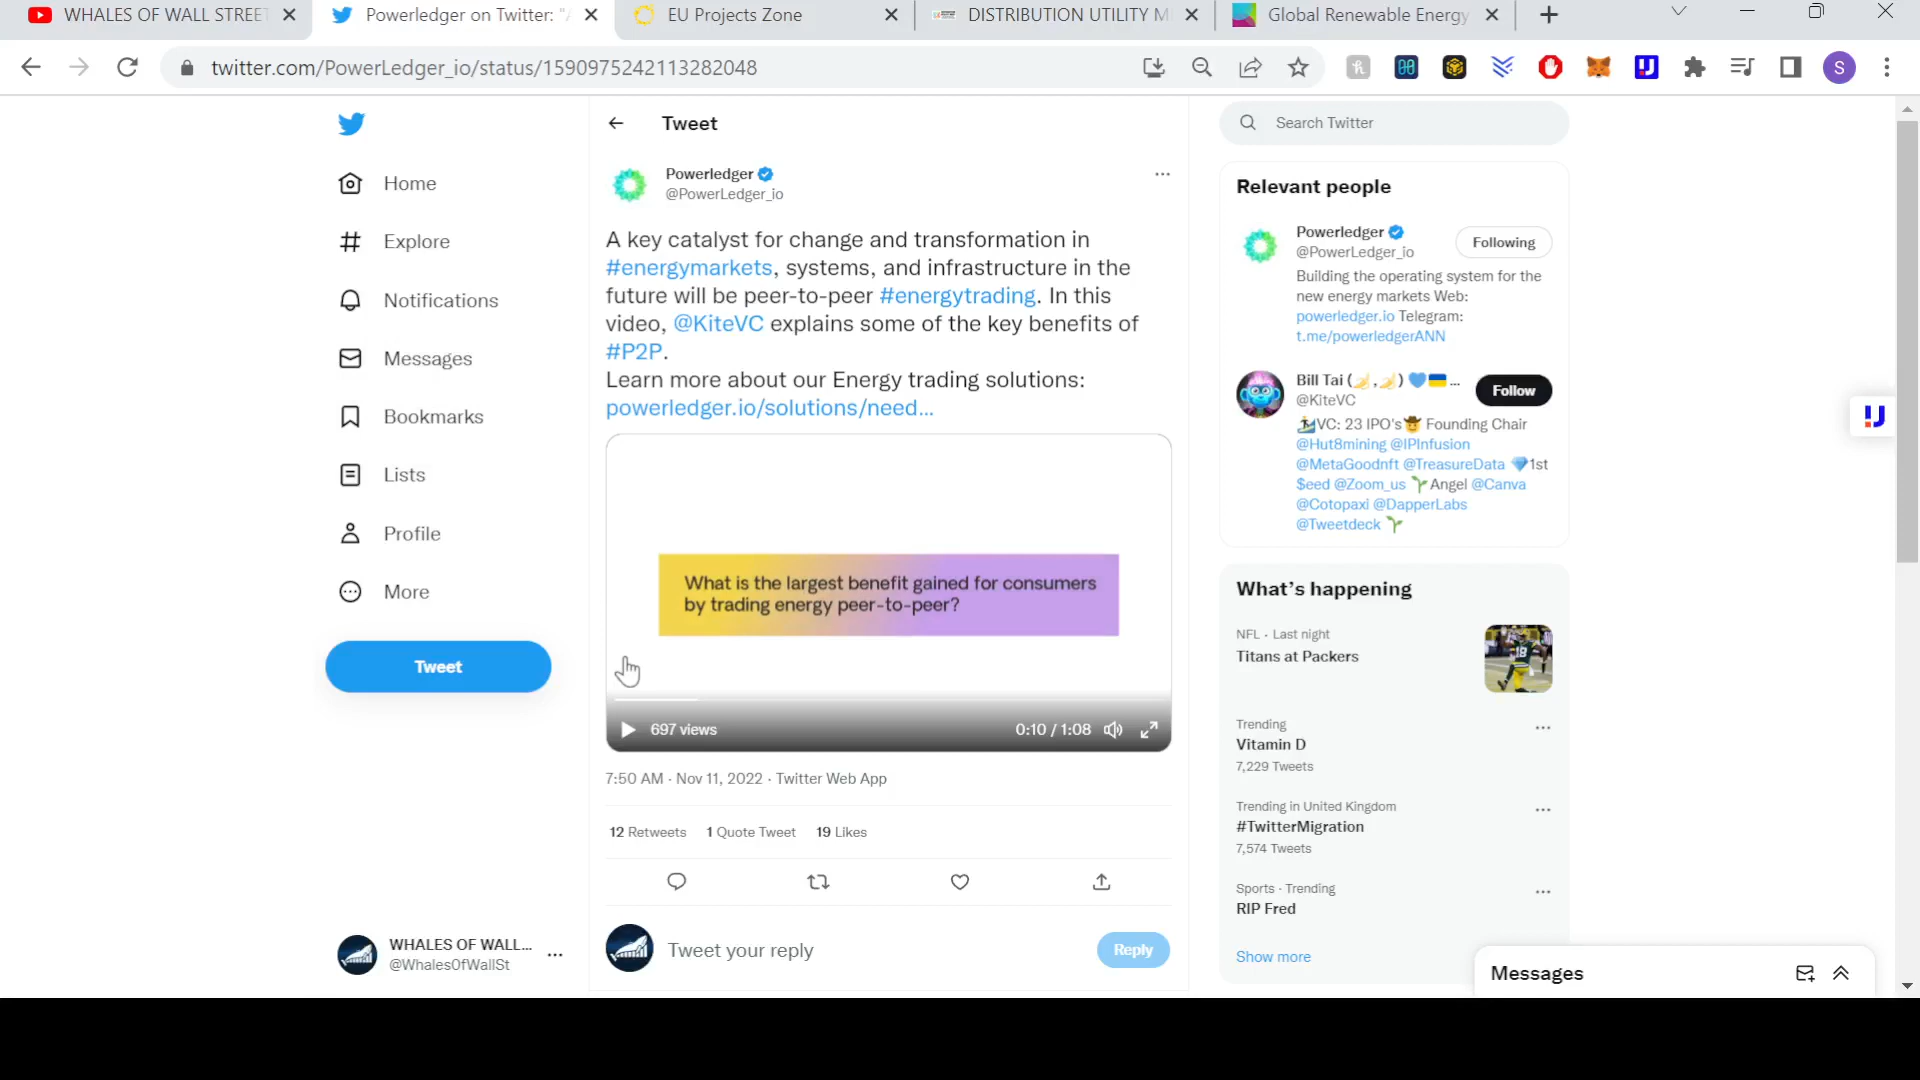 WHALES OF WALL STREET
Powerledger on Twitter: "A
EU Projects Zone
DISTRIBUTION UTILITY M
Global Renewable Energy
twitter.com/PowerLedger_io/status/1590975242113282048
S
Home
Explore
Notifications
Messages
Bookmarks
Lists
Profile
More
Tweet
WHALES OF WALL...
@WhalesOfWallSt
Tweet
Powerledger
@PowerLedger_io
A key catalyst for change and transformation in
#energymarkets, systems, and infrastructure in the
future will be peer-to-peer #energytrading. In this
video, @KiteVC explains some of the key benefits of
#P2P.
Learn more about our Energy trading solutions:
powerledger.io/solutions/need...
What is the largest benefit gained for consumers
by trading energy peer-to-peer?
697 views
0:10 / 1:08
7:50 AM · Nov 11, 2022 · Twitter Web App
12 Retweets 1 Quote Tweet 19 Likes
Tweet your reply
Reply
Search Twitter
Relevant people
Powerledger
@PowerLedger_io
Following
Building the operating system for the
new energy markets Web:
powerledger.io Telegram:
t.me/powerledgerANN
Bill Tai (🍌,🍌) 💙🇺🇦 ...
@KiteVC
Follow
🏄VC: 23 IPO's🤠 Founding Chair
@Hut8mining @IPInfusion
@MetaGoodnft @TreasureData 💎1st
$eed @Zoom_us 🌱Angel @Canva
@Cotopaxi @DapperLabs
@Tweetdeck 🌱
What's happening
NFL · Last night
Titans at Packers
Trending
Vitamin D
7,229 Tweets
Trending in United Kingdom
#TwitterMigration
7,574 Tweets
Sports · Trending
RIP Fred
Show more
Messages